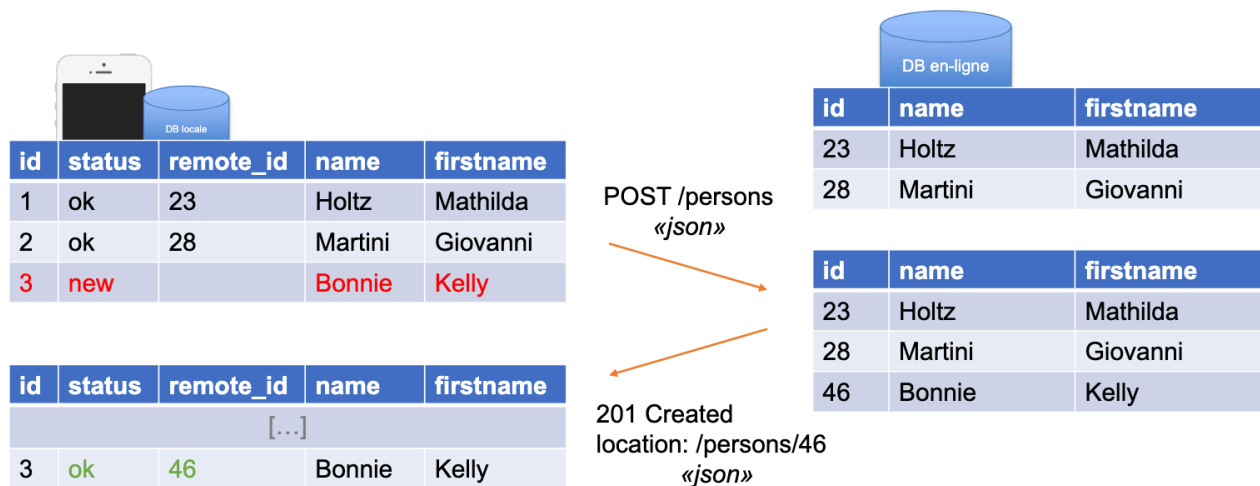 DB locale
id status remote_id name firstname
1 ok 23 Holtz Mathilda
2 ok 28 Martini Giovanni
3 new Bonnie Kelly
POST /persons
«json»
DB en-ligne
id name firstname
23 Holtz Mathilda
28 Martini Giovanni
id name firstname
23 Holtz Mathilda
28 Martini Giovanni
46 Bonnie Kelly
id status remote_id name firstname
[...]
3 ok 46 Bonnie Kelly
201 Created
location: /persons/46
«json»